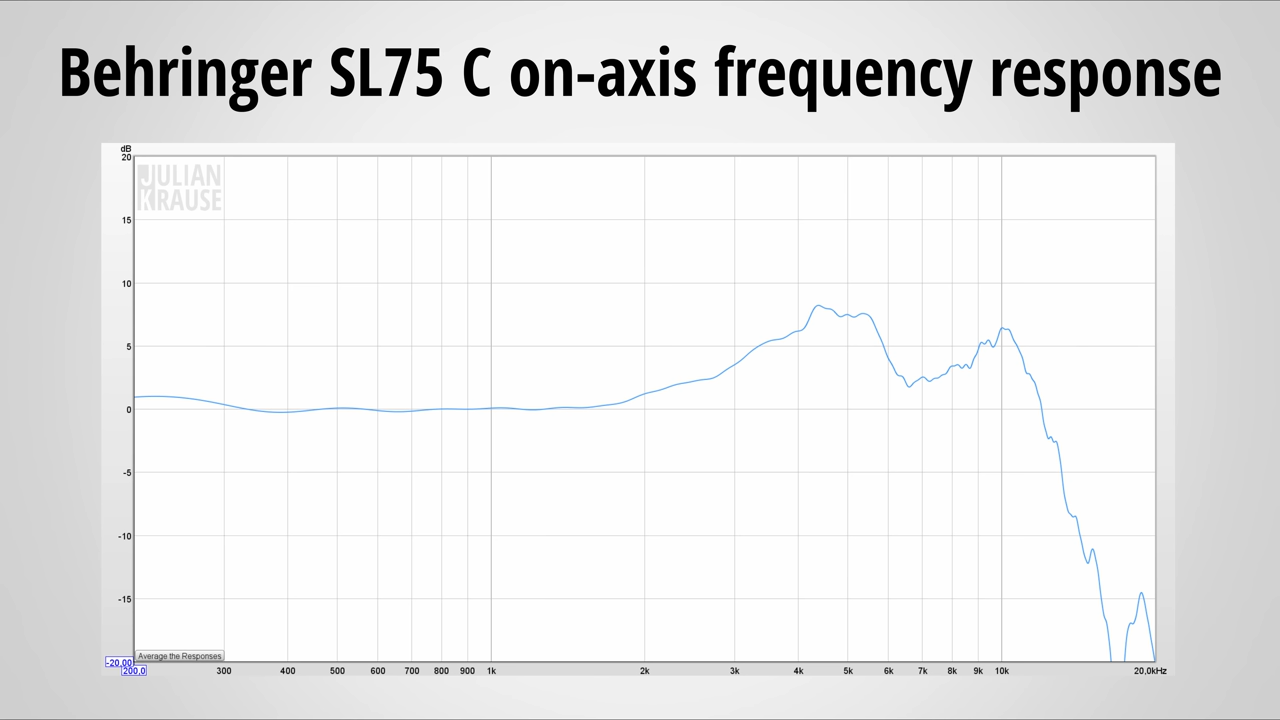 Behringer SL75 C on-axis frequency response
dB
20
JULIAN
KRAUSE
15
10
5
0
-5
-10
-15
-20.00
Average the Responses
200,0 300 400 500 600 700 800 900 1k 2k 3k 4k 5k 6k 7k 8k 9k 10k 20,0kHz